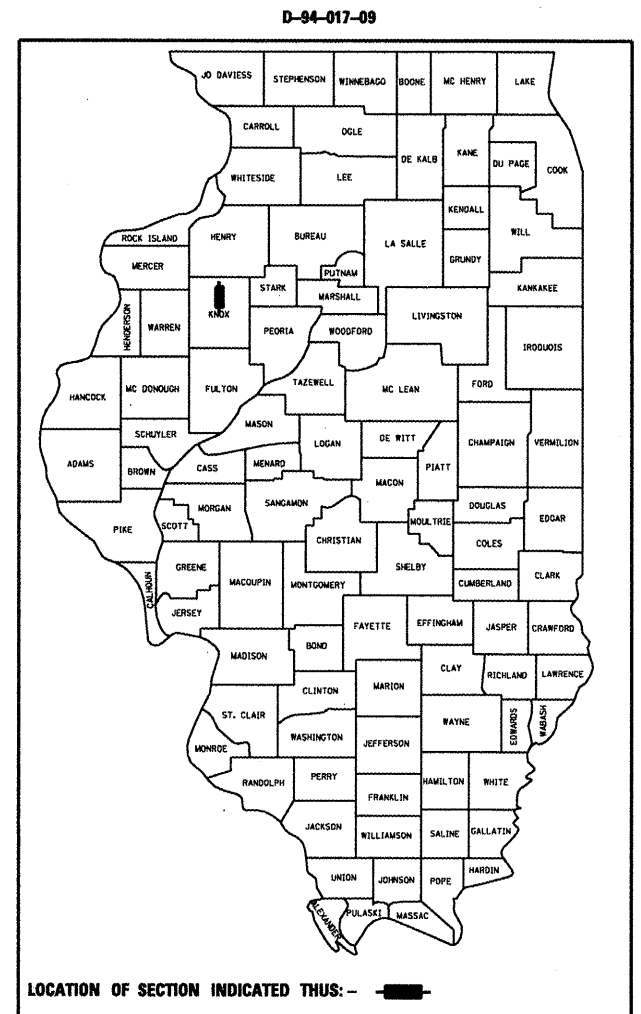 D-94-017-09
JO DAVIESS STEPHENSON WINNEBAGO BOONE MC HENRY LAKE
CARROLL OGLE
DE KALB KANE DU PAGE COOK
WHITESIDE LEE
KENDALL
ROCK ISLAND HENRY BUREAU LA SALLE WILL
MERCER PUTNAM GRUNDY
STARK MARSHALL KANKAKEE
HENDERSON WARREN KNOX PEORIA WOODFORD LIVINGSTON
IROQUOIS
HANCOCK MC DONOUGH FULTON TAZEWELL MC LEAN FORD
MASON
SCHUYLER LOGAN DE WITT CHAMPAIGN VERMILION
ADAMS BROWN CASS MENARD PIATT
MACON
PIKE SCOTT MORGAN SANGAMON MOULTRIE DOUGLAS EDGAR
CHRISTIAN COLES
GREENE MACOUPIN MONTGOMERY SHELBY
CALHOUN CUMBERLAND CLARK
JERSEY
FAYETTE EFFINGHAM JASPER CRAWFORD
MADISON BOND
CLAY RICHLAND LAWRENCE
CLINTON MARION
ST. CLAIR WAYNE EDWARDS WABASH
MONROE WASHINGTON JEFFERSON
RANDOLPH PERRY HAMILTON WHITE
FRANKLIN
JACKSON WILLIAMSON SALINE GALLATIN
HARDIN
UNION JOHNSON POPE
ALEXANDER PULASKI MASSAC
LOCATION OF SECTION INDICATED THUS: -